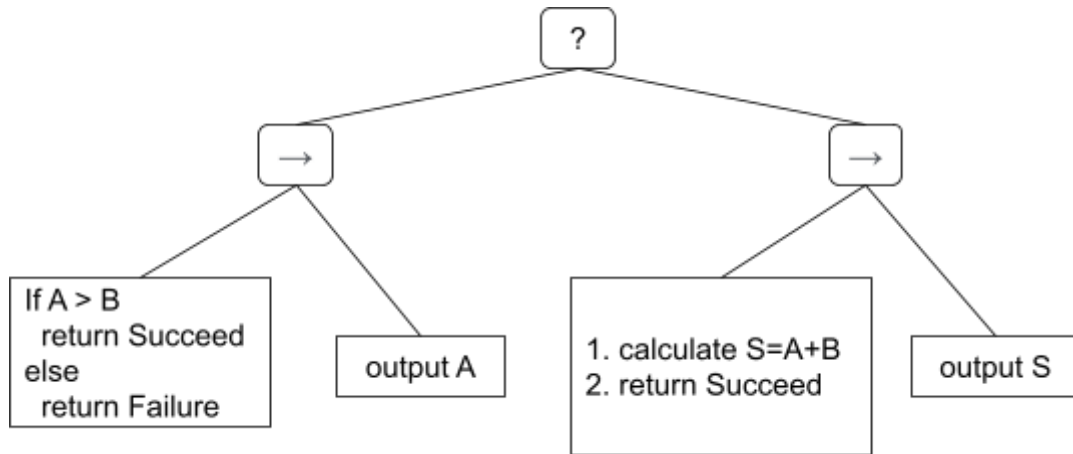 ?
→
→
If A > B
return Succeed
else
return Failure
output A
1. calculate S=A+B
2. return Succeed
output S